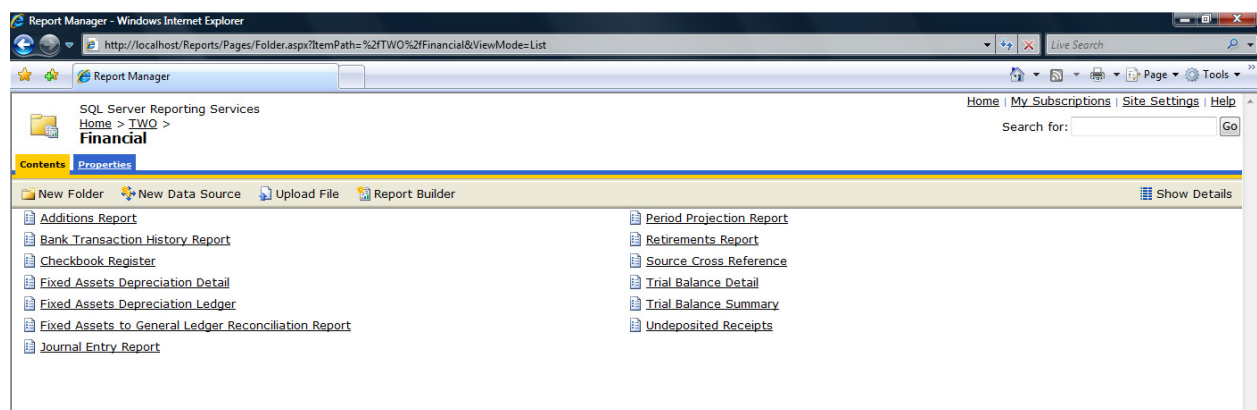 Report Manager - Windows Internet Explorer
http://localhost/Reports/Pages/Folder.aspx?ItemPath=%2fTWO%2fFinancial&ViewMode=List
Live Search
Report Manager
Page
Tools
SQL Server Reporting Services
Home | My Subscriptions | Site Settings | Help
Home > TWO >
Financial
Search for:
Go
Contents
Properties
New Folder
New Data Source
Upload File
Report Builder
Show Details
Additions Report
Bank Transaction History Report
Checkbook Register
Fixed Assets Depreciation Detail
Fixed Assets Depreciation Ledger
Fixed Assets to General Ledger Reconciliation Report
Journal Entry Report
Period Projection Report
Retirements Report
Source Cross Reference
Trial Balance Detail
Trial Balance Summary
Undeposited Receipts